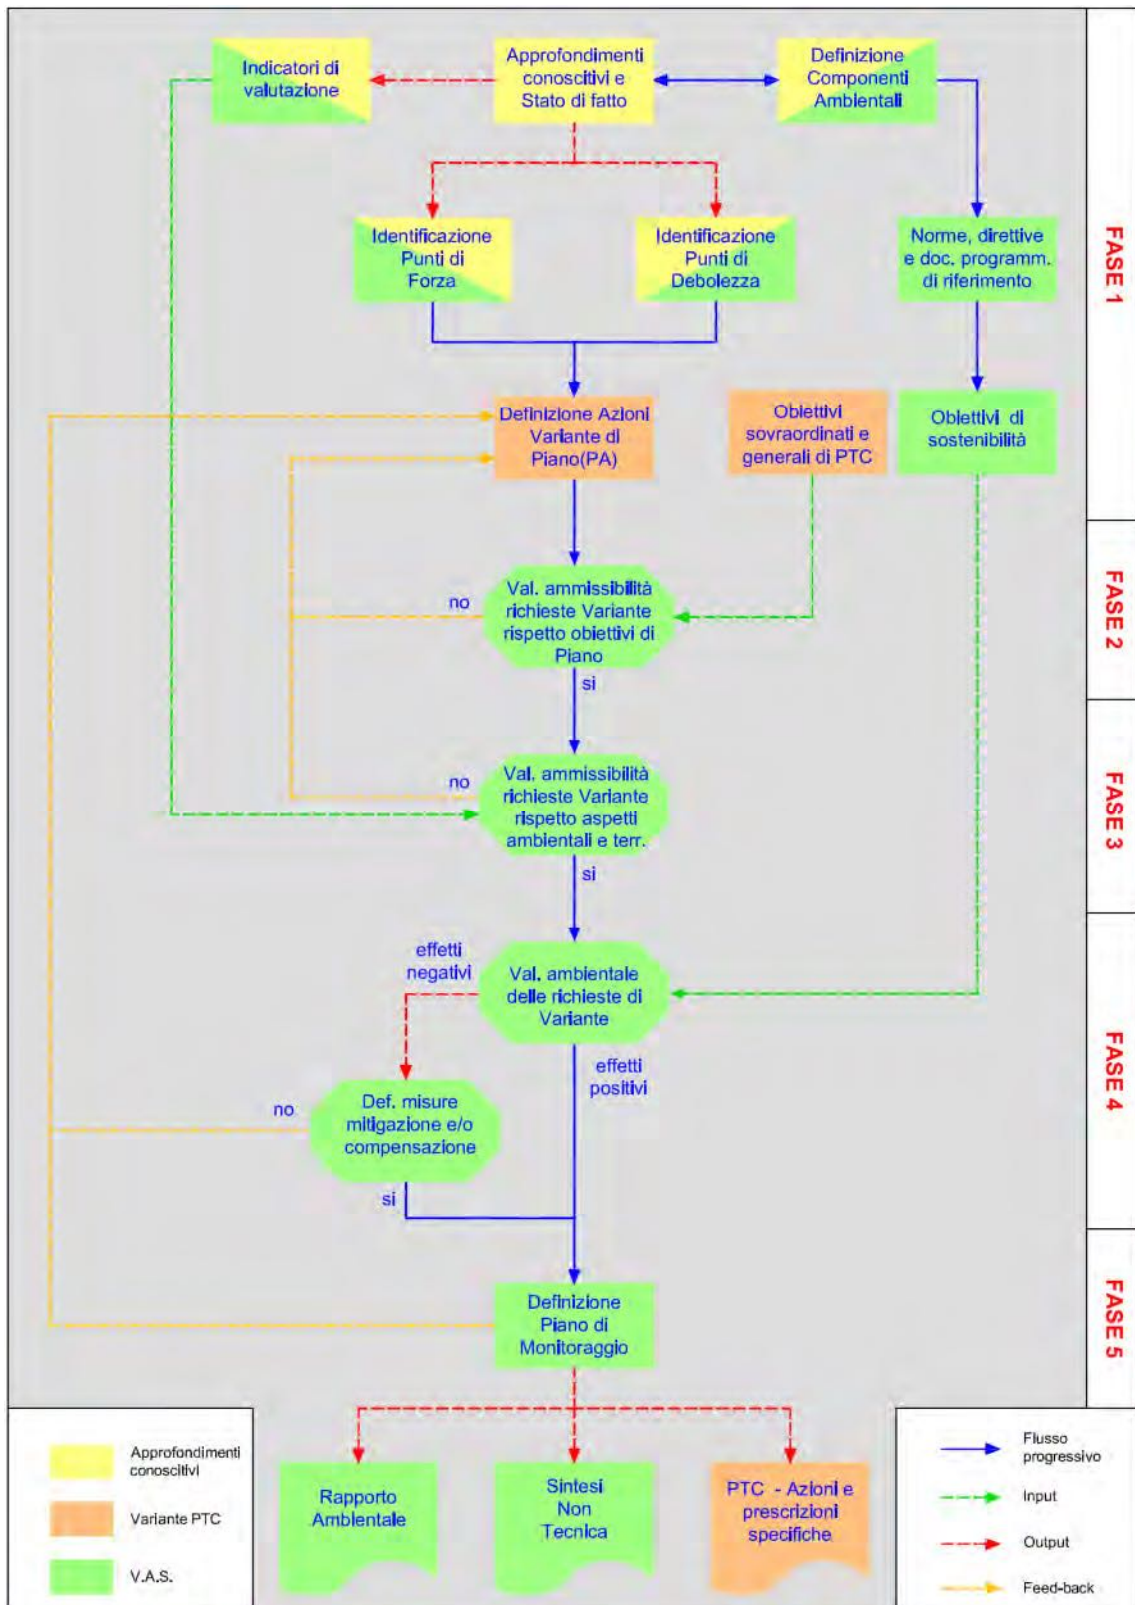 Indicatori di
valutazione
Approfondimenti
conoscitivi e
Stato di fatto
Definizione
Componenti
Ambientali
Identificazione
Punti di
Forza
Identificazione
Punti di
Debolezza
Norme, direttive
e doc. programm.
di riferimento
FASE 1
Definizione Azioni
Variante di
Piano(PA)
Obiettivi
sovraordinati e
generali di PTC
Obiettivi di
sostenibilità
no
Val. ammissibilità
richieste Variante
rispetto obiettivi di
Piano
si
FASE 2
no
Val. ammissibilità
richieste Variante
rispetto aspetti
ambientali e terr.
si
FASE 3
effetti
negativi
Val. ambientale
delle richieste di
Variante
effetti
positivi
no
Def. misure
mitigazione e/o
compensazione
si
FASE 4
Definizione
Piano di
Monitoraggio
FASE 5
Approfondimenti
conoscitivi
Variante PTC
V.A.S.
Rapporto
Ambientale
Sintesi
Non
Tecnica
PTC - Azioni e
prescrizioni
specifiche
Flusso
progressivo
Input
Output
Feed-back